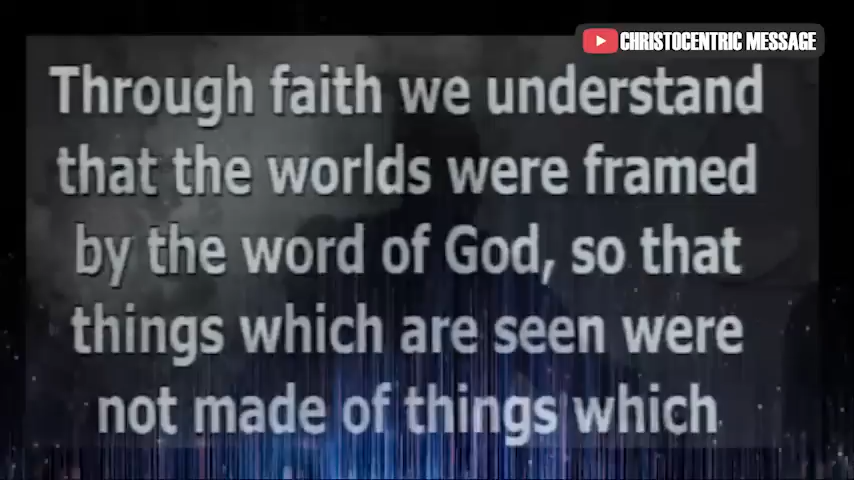 CHRISTOCENTRIC MESSAGE
Through faith we understand
that the worlds were framed
by the word of God, so that
things which are seen were
not made of things which